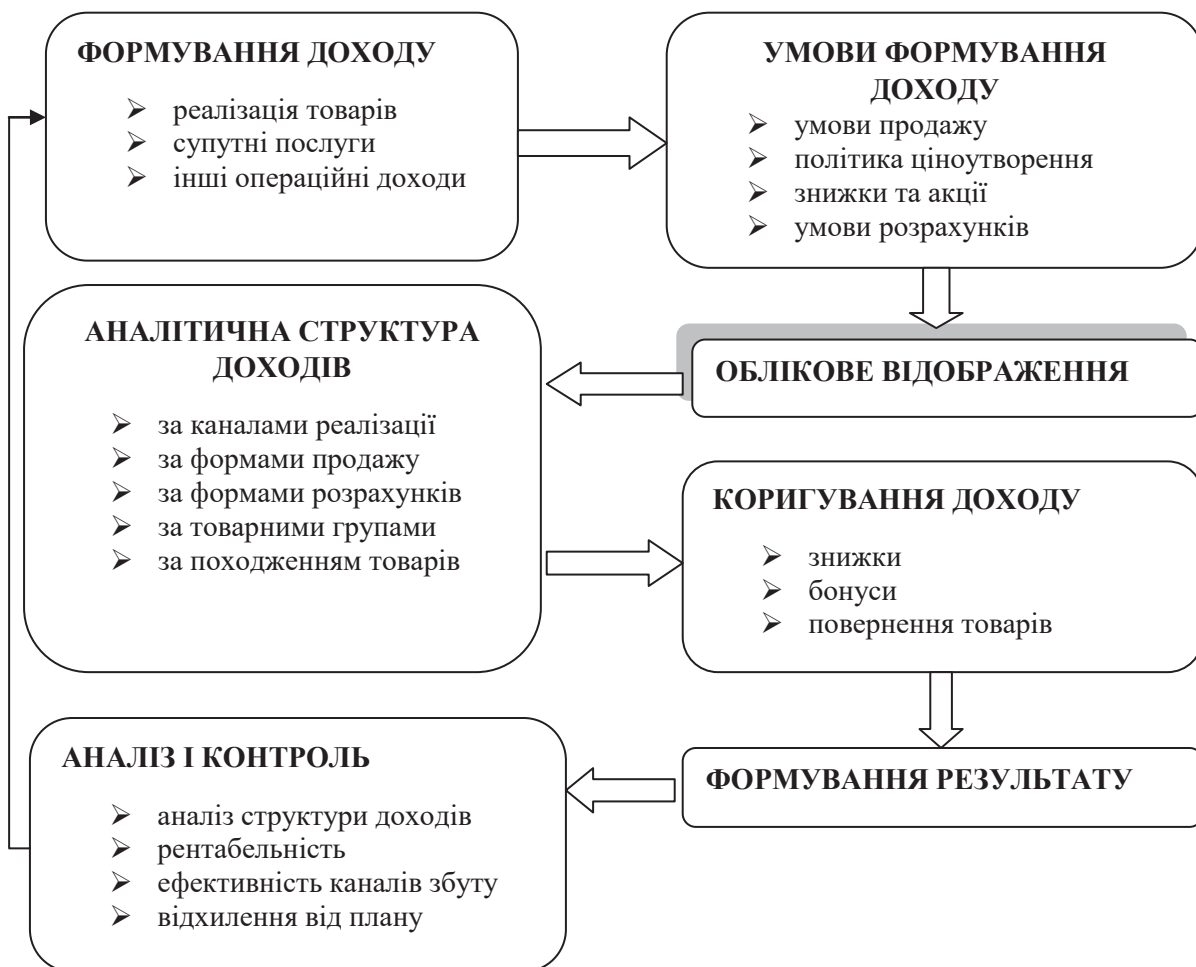 ФОРМУВАННЯ ДОХОДУ
➢ реалізація товарів
➢ супутні послуги
➢ інші операційні доходи
УМОВИ ФОРМУВАННЯ
ДОХОДУ
➢ умови продажу
➢ політика ціноутворення
➢ знижки та акції
➢ умови розрахунків
ОБЛІКОВЕ ВІДОБРАЖЕННЯ
АНАЛІТИЧНА СТРУКТУРА
ДОХОДІВ
➢ за каналами реалізації
➢ за формами продажу
➢ за формами розрахунків
➢ за товарними групами
➢ за походженням товарів
КОРИГУВАННЯ ДОХОДУ
➢ знижки
➢ бонуси
➢ повернення товарів
ФОРМУВАННЯ РЕЗУЛЬТАТУ
АНАЛІЗ І КОНТРОЛЬ
➢ аналіз структури доходів
➢ рентабельність
➢ ефективність каналів збуту
➢ відхилення від плану